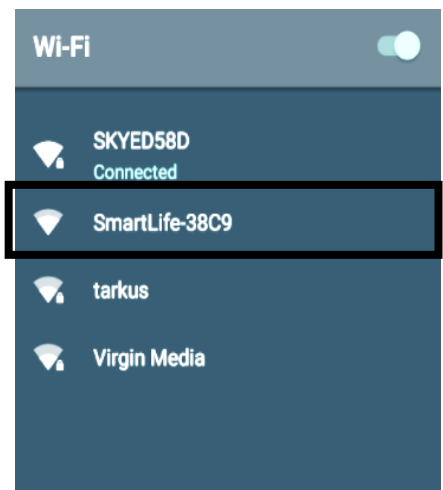 Wi-Fi
SKYED58D
Connected
SmartLife-38C9
tarkus
Virgin Media